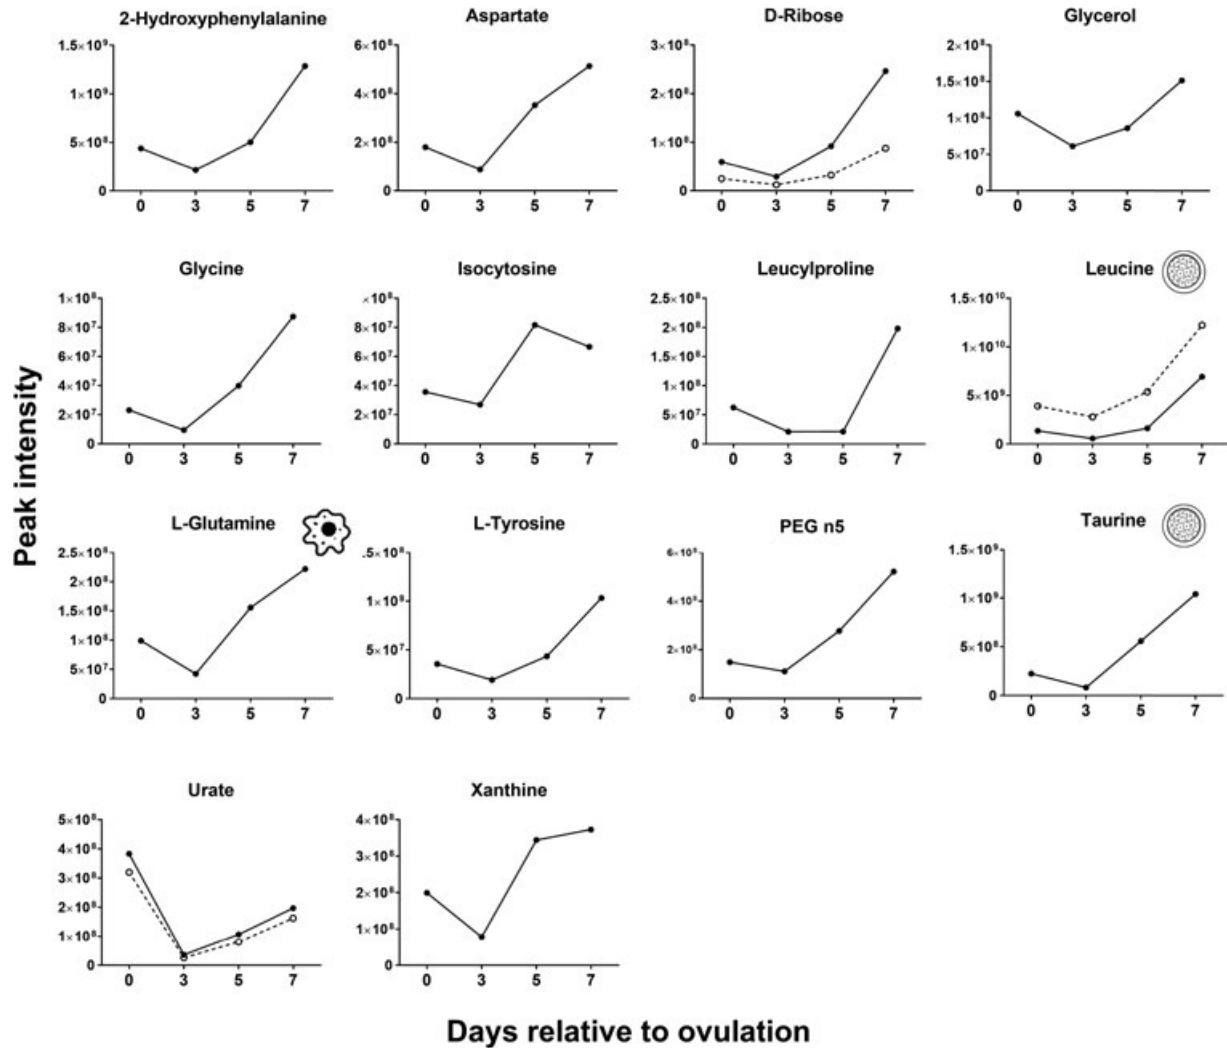 2-Hydroxyphenylalanine
1.5×10⁹
1×10⁹
5×10⁸
0
0 3 5 7
Aspartate
6×10⁸
4×10⁸
2×10⁸
0
0 3 5 7
D-Ribose
3×10⁸
2×10⁸
1×10⁸
0
0 3 5 7
Glycerol
2×10⁸
1.5×10⁸
1×10⁸
5×10⁷
0
0 3 5 7
Glycine
1×10⁸
8×10⁷
6×10⁷
4×10⁷
2×10⁷
0
0 3 5 7
Isocytosine
×10⁸
8×10⁷
6×10⁷
4×10⁷
2×10⁷
0
0 3 5 7
Leucylproline
2.5×10⁸
2×10⁸
1.5×10⁸
1×10⁸
5×10⁷
0
0 3 5 7
Leucine
1.5×10¹⁰
1×10¹⁰
5×10⁹
0
0 3 5 7
Peak intensity
L-Glutamine
2.5×10⁸
2×10⁸
1.5×10⁸
1×10⁸
5×10⁷
0
0 3 5 7
L-Tyrosine
.5×10⁸
1×10⁸
5×10⁷
0
0 3 5 7
PEG n5
6×10⁸
4×10⁸
2×10⁸
0
0 3 5 7
Taurine
1.5×10⁹
1×10⁹
5×10⁸
0
0 3 5 7
Urate
5×10⁸
4×10⁸
3×10⁸
2×10⁸
1×10⁸
0
0 3 5 7
Xanthine
4×10⁸
3×10⁸
2×10⁸
1×10⁸
0
0 3 5 7
Days relative to ovulation